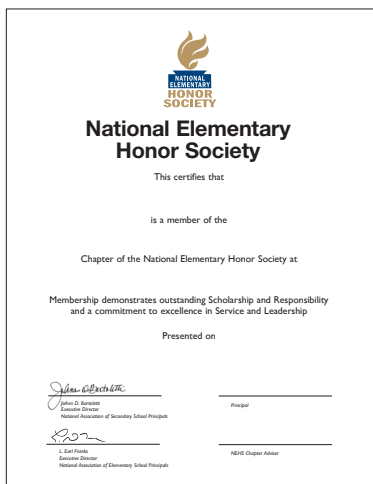 NATIONAL
ELEMENTARY
HONOR
SOCIETY
National Elementary
Honor Society
This certifies that
is a member of the
Chapter of the National Elementary Honor Society at
Membership demonstrates outstanding Scholarship and Responsibility
and a commitment to excellence in Service and Leadership
Presented on
JoAnn D. Bartoletti
Executive Director
National Association of Secondary School Principals
Principal
L. Earl Franks
Executive Director
National Association of Elementary School Principals
NEHS Chapter Adviser